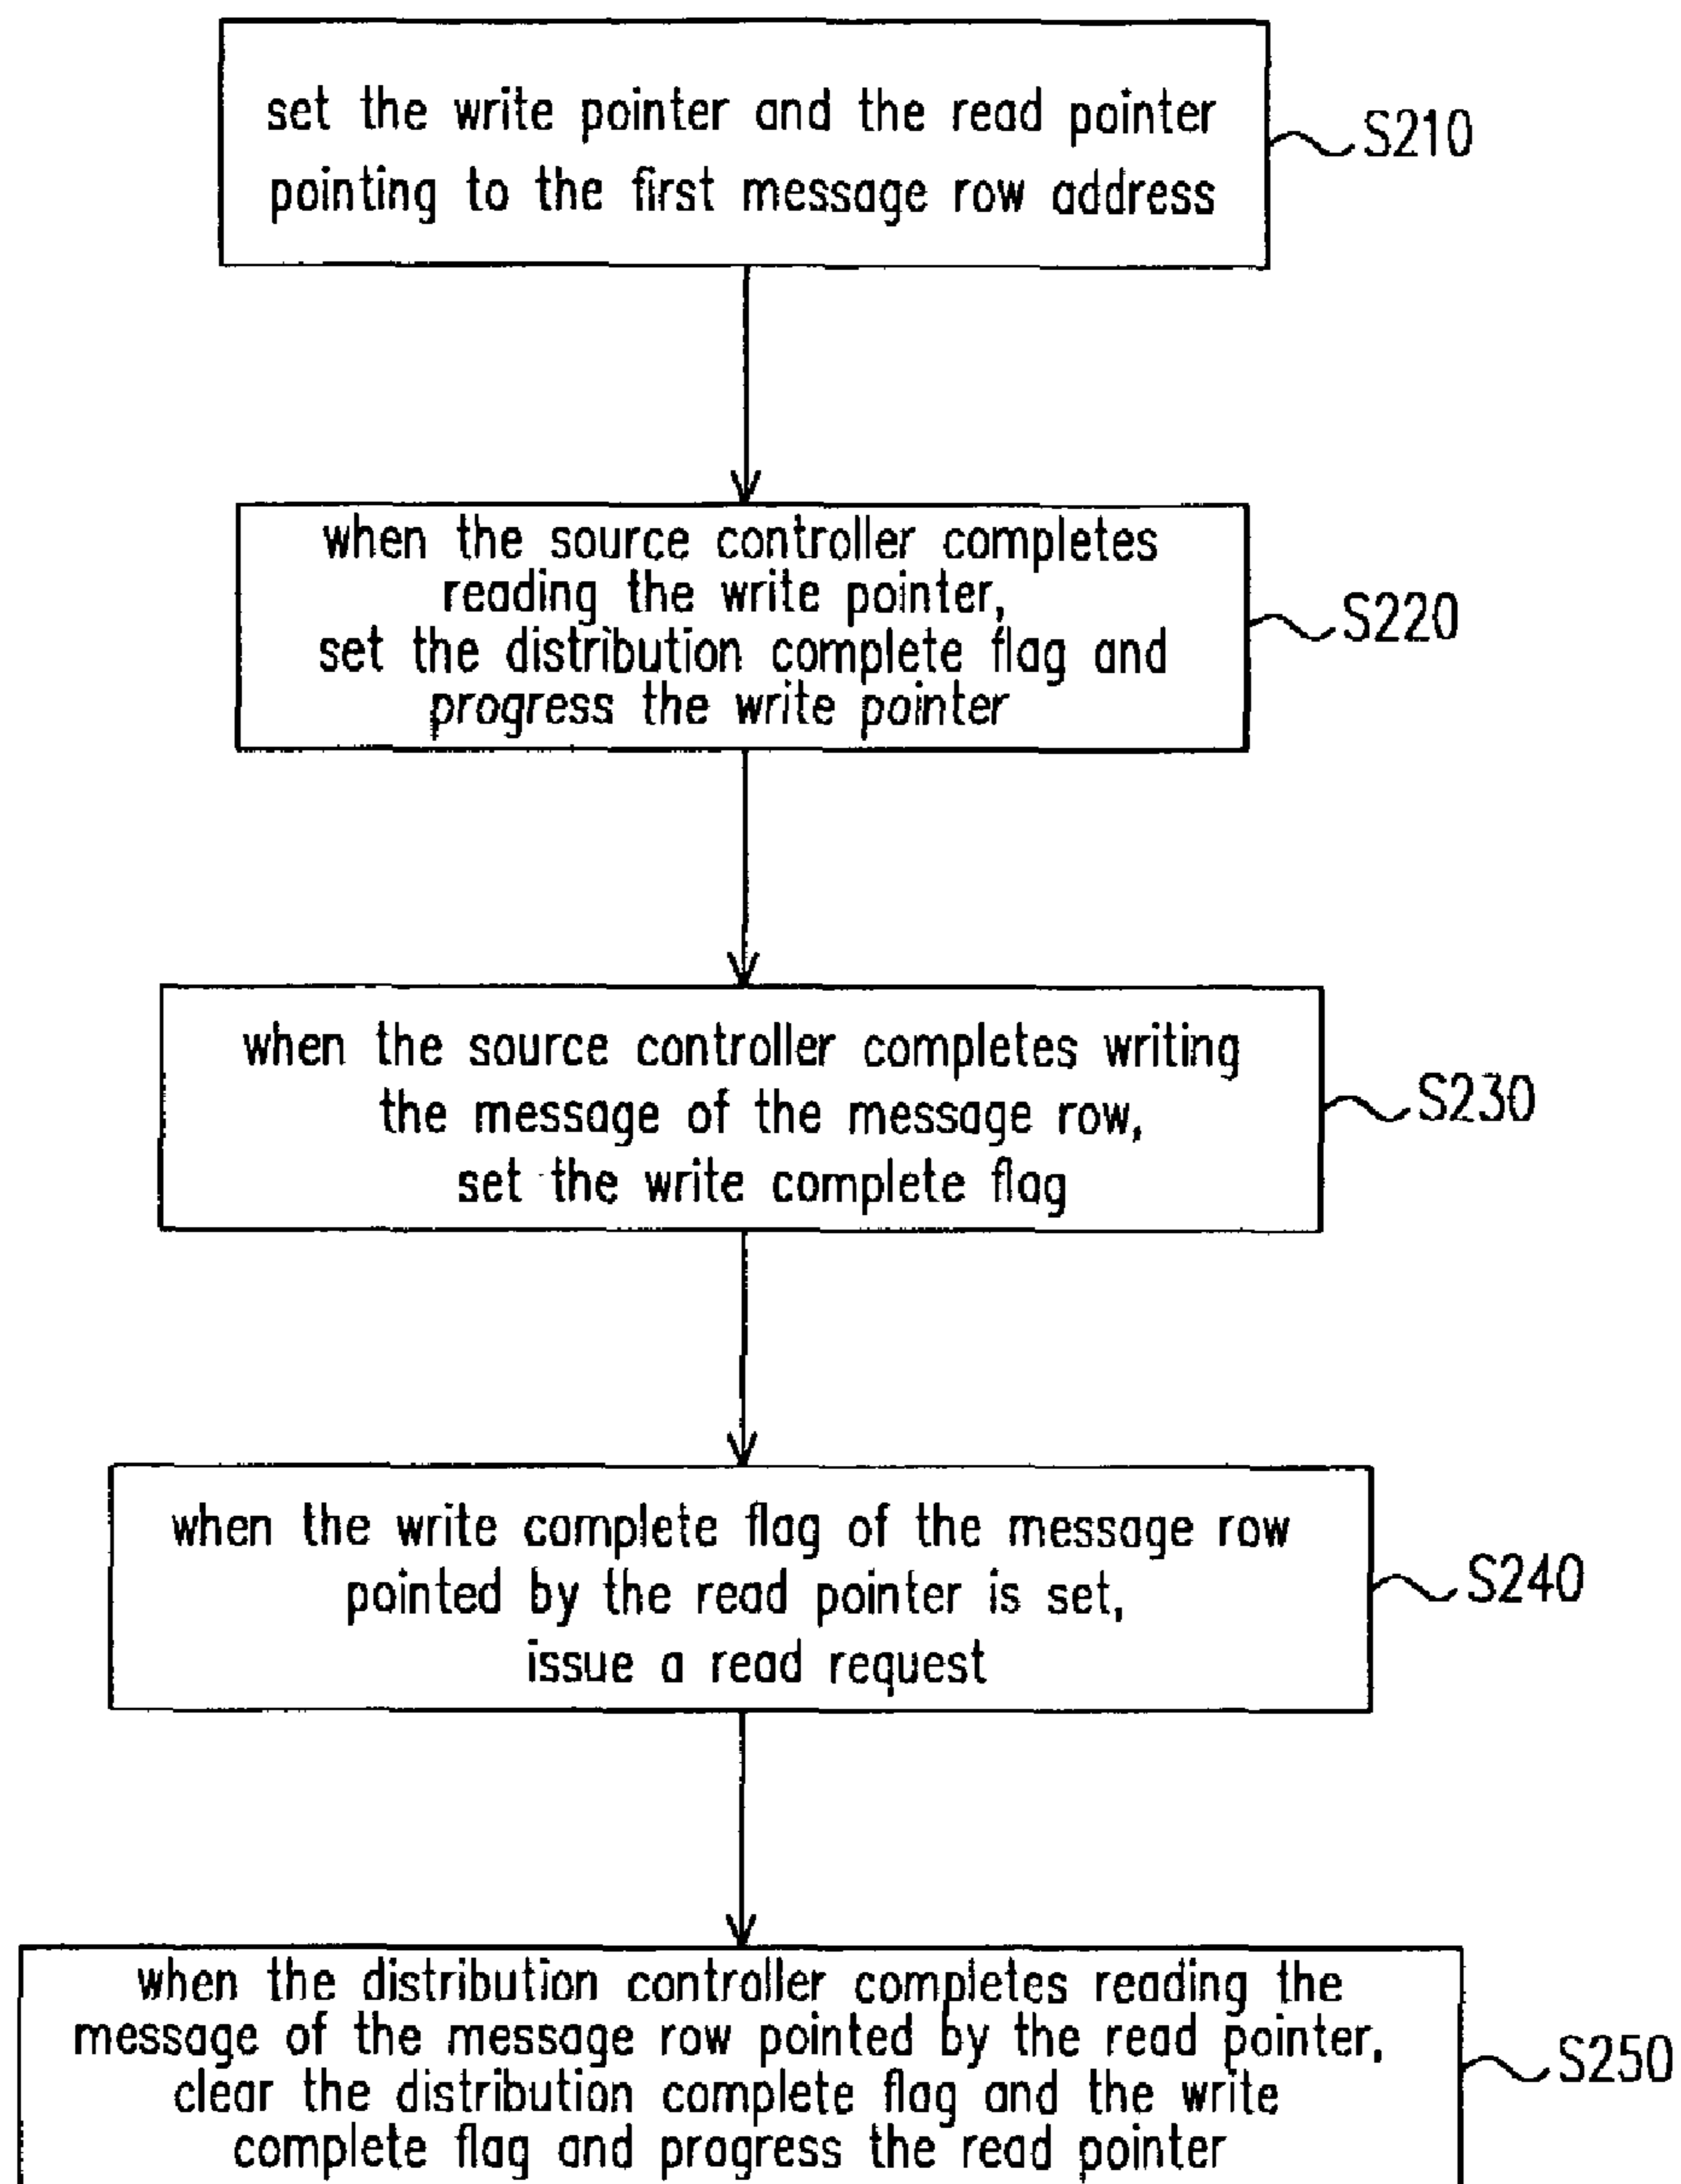 set the write pointer and the read pointer
pointing to the first message row address
S210
when the source controller completes
reading the write pointer,
set the distribution complete flag and
progress the write pointer
S220
when the source controller completes writing
the message of the message row,
set the write complete flag
S230
when the write complete flag of the message row
pointed by the read pointer is set,
issue a read request
S240
when the distribution controller completes reading the
message of the message row pointed by the read pointer,
clear the distribution complete flag and the write
complete flag and progress the read pointer
S250